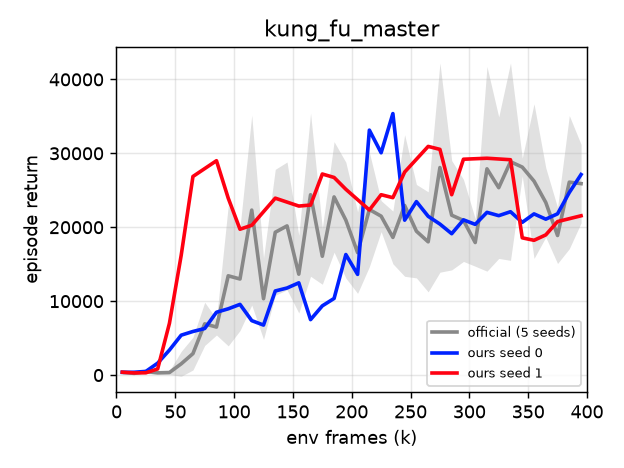 kung_fu_master
episode return
40000
30000
20000
10000
0
0 50 100 150 200 250 300 350 400
env frames (k)
official (5 seeds)
ours seed 0
ours seed 1